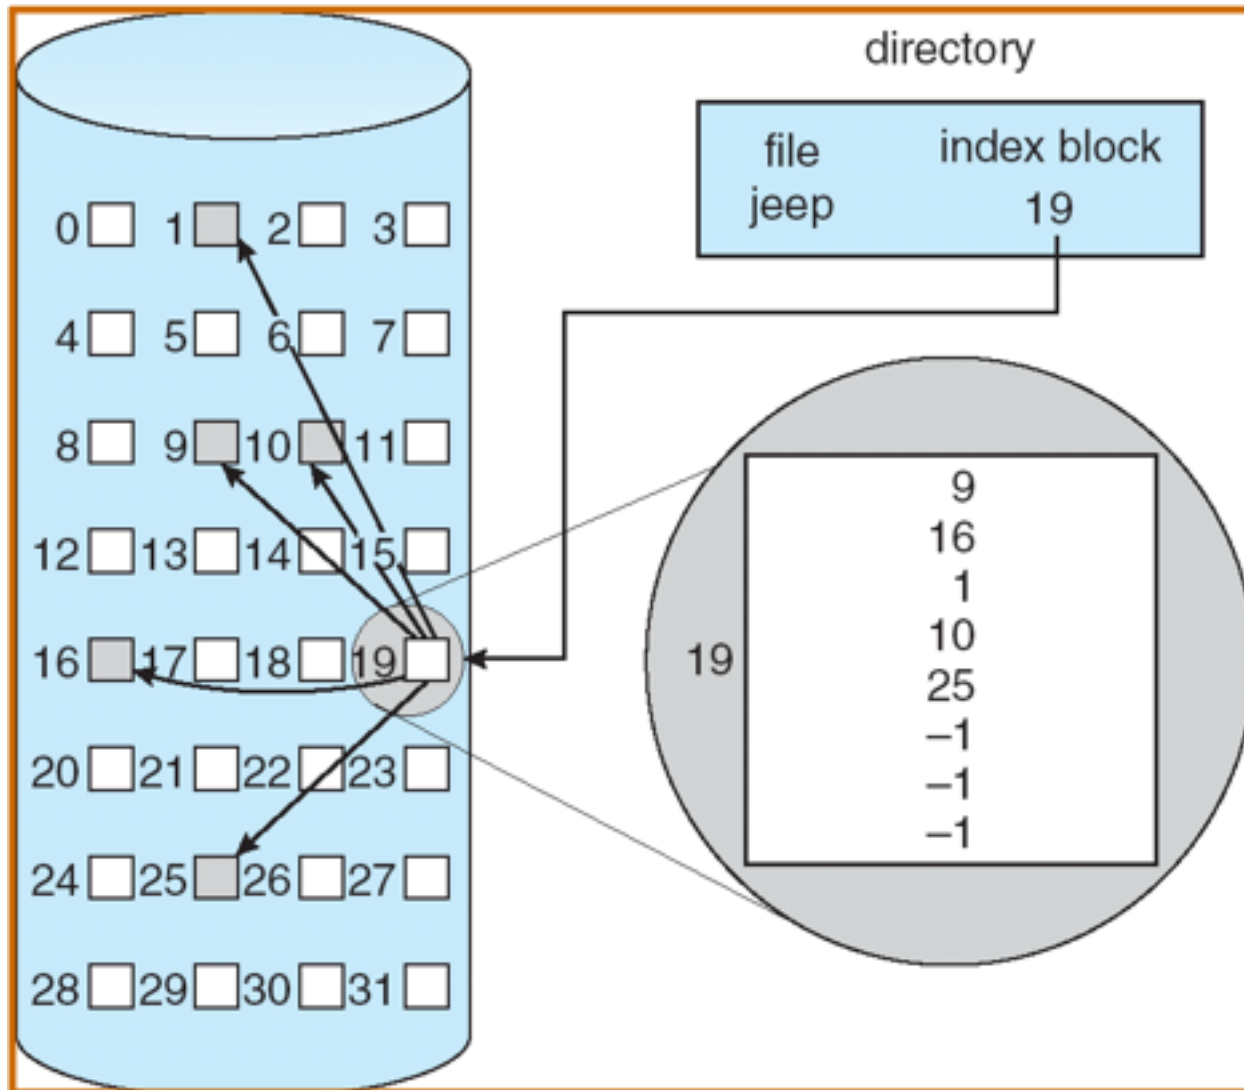 directory
file index block
jeep 19
0 1 2 3
4 5 6 7
8 9 10 11
12 13 14 15
16 17 18 19
20 21 22 23
24 25 26 27
28 29 30 31
19
9
16
1
10
25
–1
–1
–1